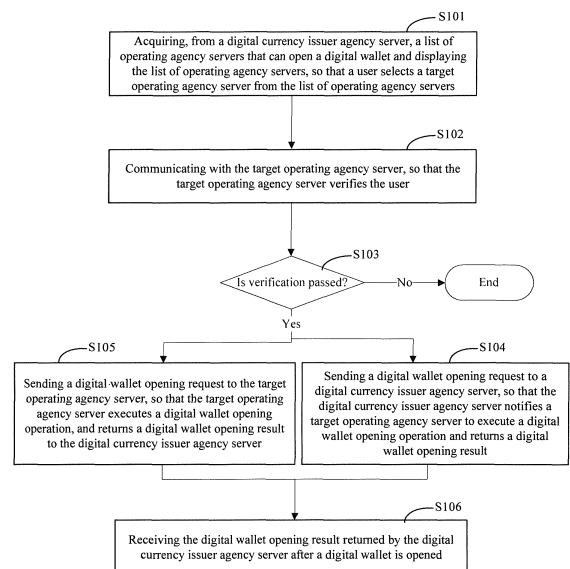 S101
Acquiring, from a digital currency issuer agency server, a list of
operating agency servers that can open a digital wallet and displaying
the list of operating agency servers, so that a user selects a target
operating agency server from the list of operating agency servers
S102
Communicating with the target operating agency server, so that the
target operating agency server verifies the user
S103
Is verification passed?
No
End
Yes
S105
Sending a digital wallet opening request to the target
operating agency server, so that the target operating
agency server executes a digital wallet opening
operation, and returns a digital wallet opening result
to the digital currency issuer agency server
S104
Sending a digital wallet opening request to a
digital currency issuer agency server, so that the
digital currency issuer agency server notifies a
target operating agency server to execute a digital
wallet opening operation and returns a digital
wallet opening result
S106
Receiving the digital wallet opening result returned by the digital
currency issuer agency server after a digital wallet is opened